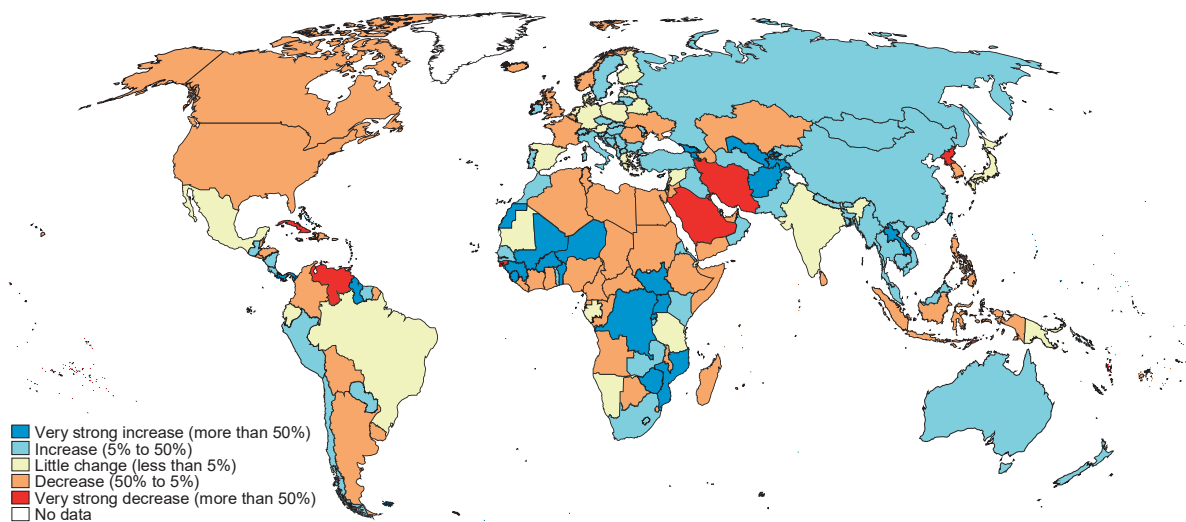 Very strong increase (more than 50%)
Increase (5% to 50%)
Little change (less than 5%)
Decrease (50% to 5%)
Very strong decrease (more than 50%)
No data